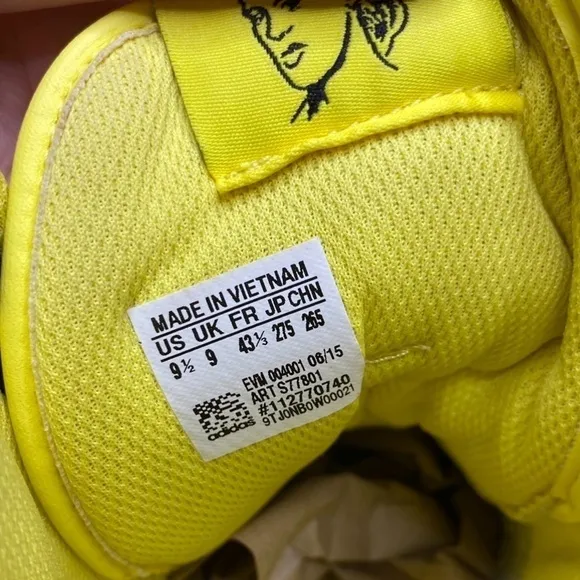 MADE IN VIETNAM
US UK FR JP CHN
9½ 9 43⅓ 275 265
EVM 004001 06/15
ART S77801
#112770740
9TJ0NB0W00021
adidas